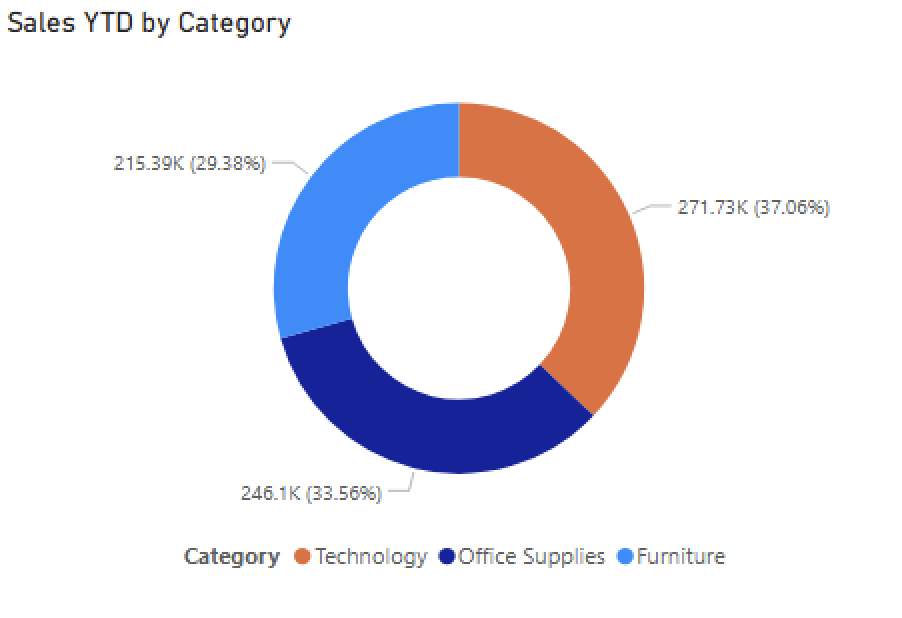 Sales YTD by Category
215.39K (29.38%)
271.73K (37.06%)
246.1K (33.56%)
Category Technology Office Supplies Furniture